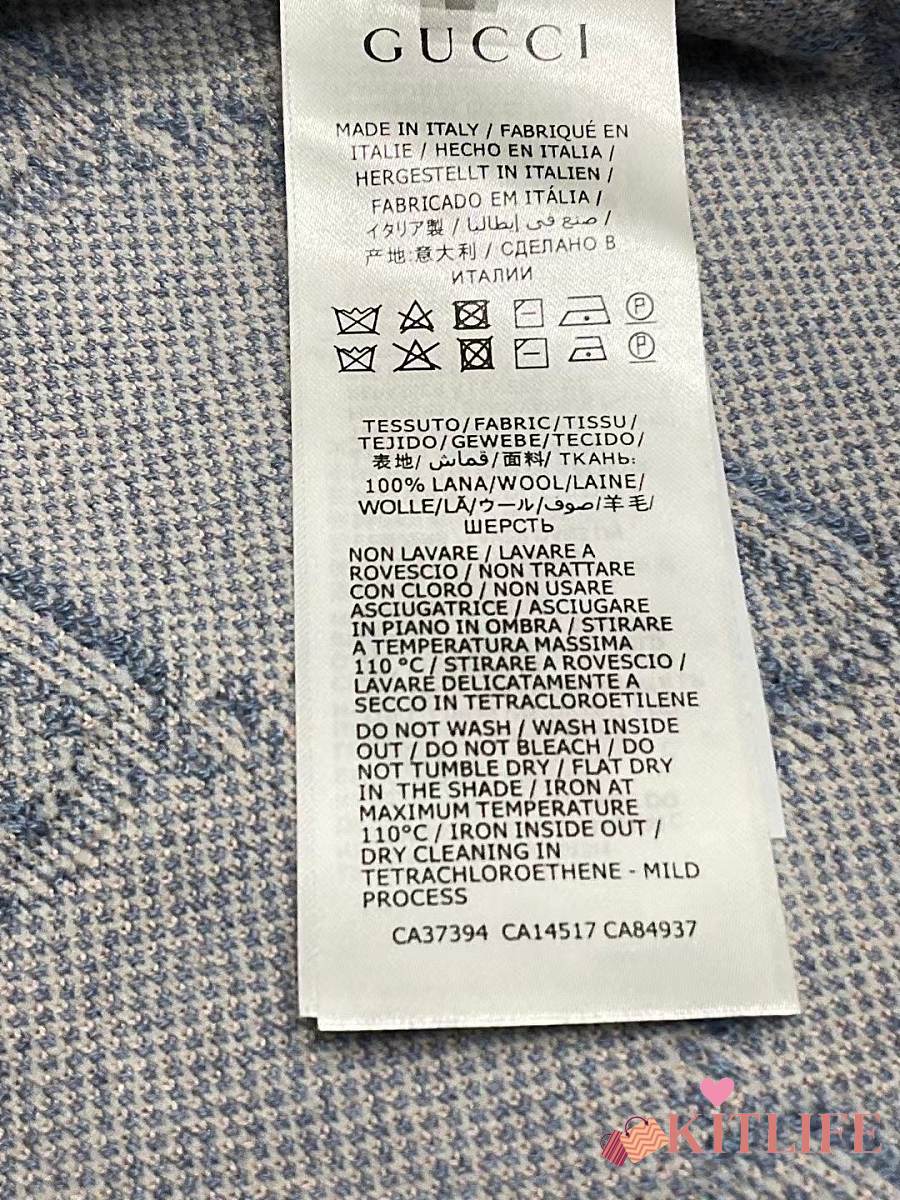 GUCCI
MADE IN ITALY / FABRIQUÉ EN
ITALIE / HECHO EN ITALIA /
HERGESTELLT IN ITALIEN /
FABRICADO EM ITÁLIA /
イタリア製 / صنع في إيطاليا /
产地:意大利 / СДЕЛАНО В
ИТАЛИИ
P
P
TESSUTO/FABRIC/TISSU/
TEJIDO/GEWEBE/TECIDO/
表地/ قماش/面料/ ТКАНЬ:
100% LANA/WOOL/LAINE/
WOLLE/LÃ/ウール/صوف/羊毛/
ШЕРСТЬ
NON LAVARE / LAVARE A
ROVESCIO / NON TRATTARE
CON CLORO / NON USARE
ASCIUGATRICE / ASCIUGARE
IN PIANO IN OMBRA / STIRARE
A TEMPERATURA MASSIMA
110 °C / STIRARE A ROVESCIO /
LAVARE DELICATAMENTE A
SECCO IN TETRACLOROETILENE
DO NOT WASH / WASH INSIDE
OUT / DO NOT BLEACH / DO
NOT TUMBLE DRY / FLAT DRY
IN THE SHADE / IRON AT
MAXIMUM TEMPERATURE
110°C / IRON INSIDE OUT /
DRY CLEANING IN
TETRACHLOROETHENE - MILD
PROCESS
CA37394 CA14517 CA84937
KITLIFE